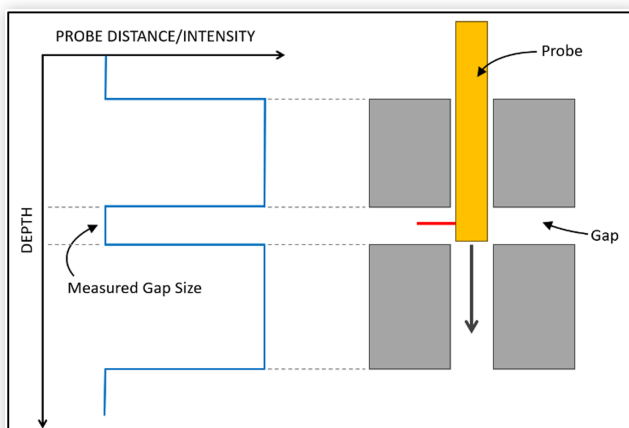 PROBE DISTANCE/INTENSITY
Probe
DEPTH
Gap
Measured Gap Size